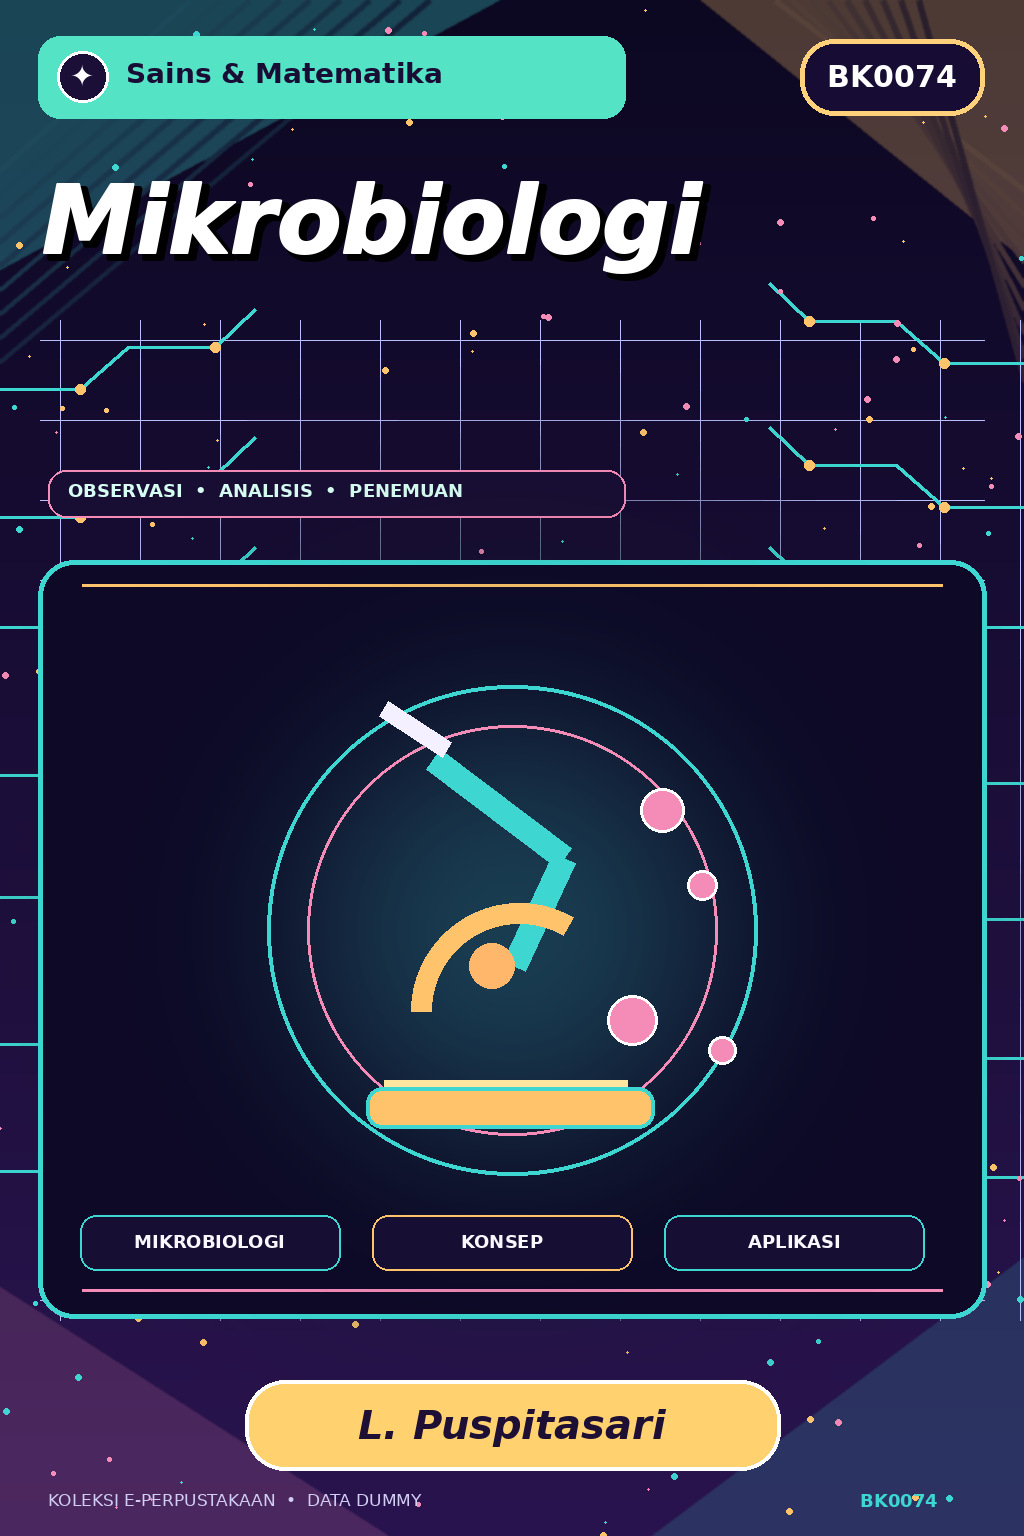 Sains & Matematika
BK0074
Mikrobiologi
OBSERVASI • ANALISIS • PENEMUAN
MIKROBIOLOGI
KONSEP
APLIKASI
L. Puspitasari
KOLEKSI E-PERPUSTAKAAN • DATA DUMMY
BK0074